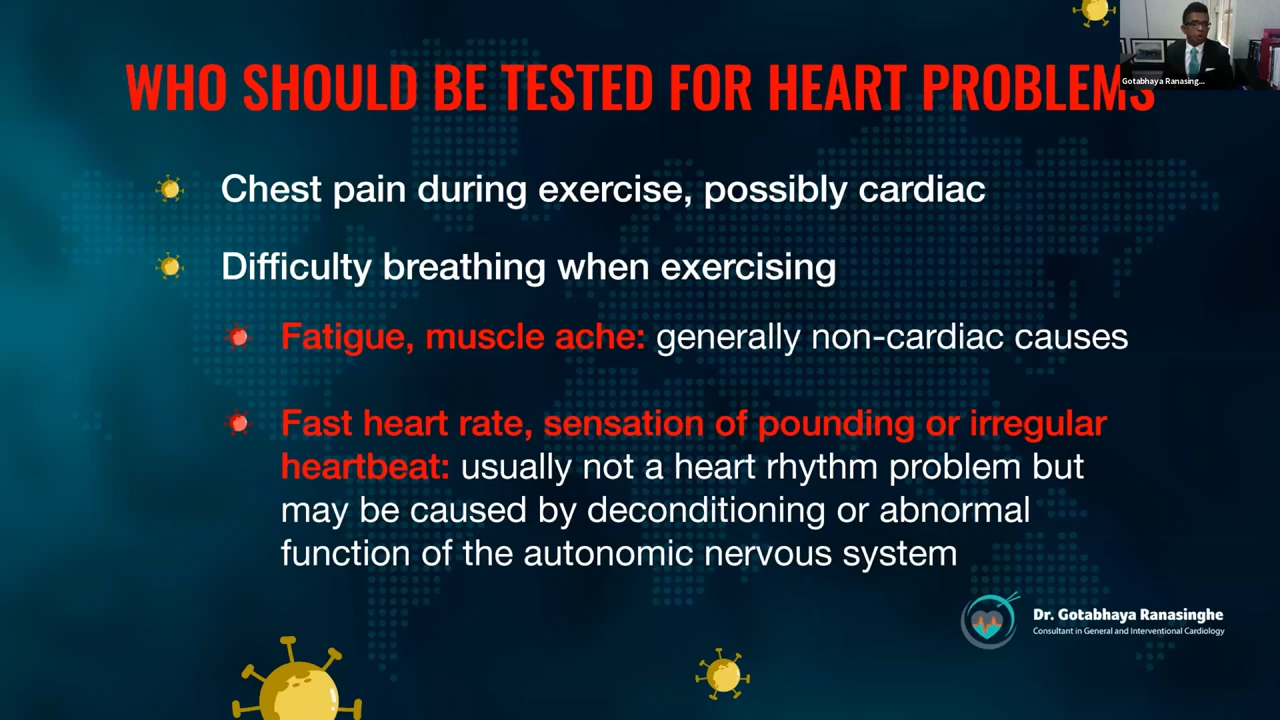 WHO SHOULD BE TESTED FOR HEART PROBLEMS
Gotabhaya Ranasing...
Chest pain during exercise, possibly cardiac
Difficulty breathing when exercising
Fatigue, muscle ache: generally non-cardiac causes
Fast heart rate, sensation of pounding or irregular
heartbeat: usually not a heart rhythm problem but
may be caused by deconditioning or abnormal
function of the autonomic nervous system
Dr. Gotabhaya Ranasinghe
Consultant in General and Interventional Cardiology